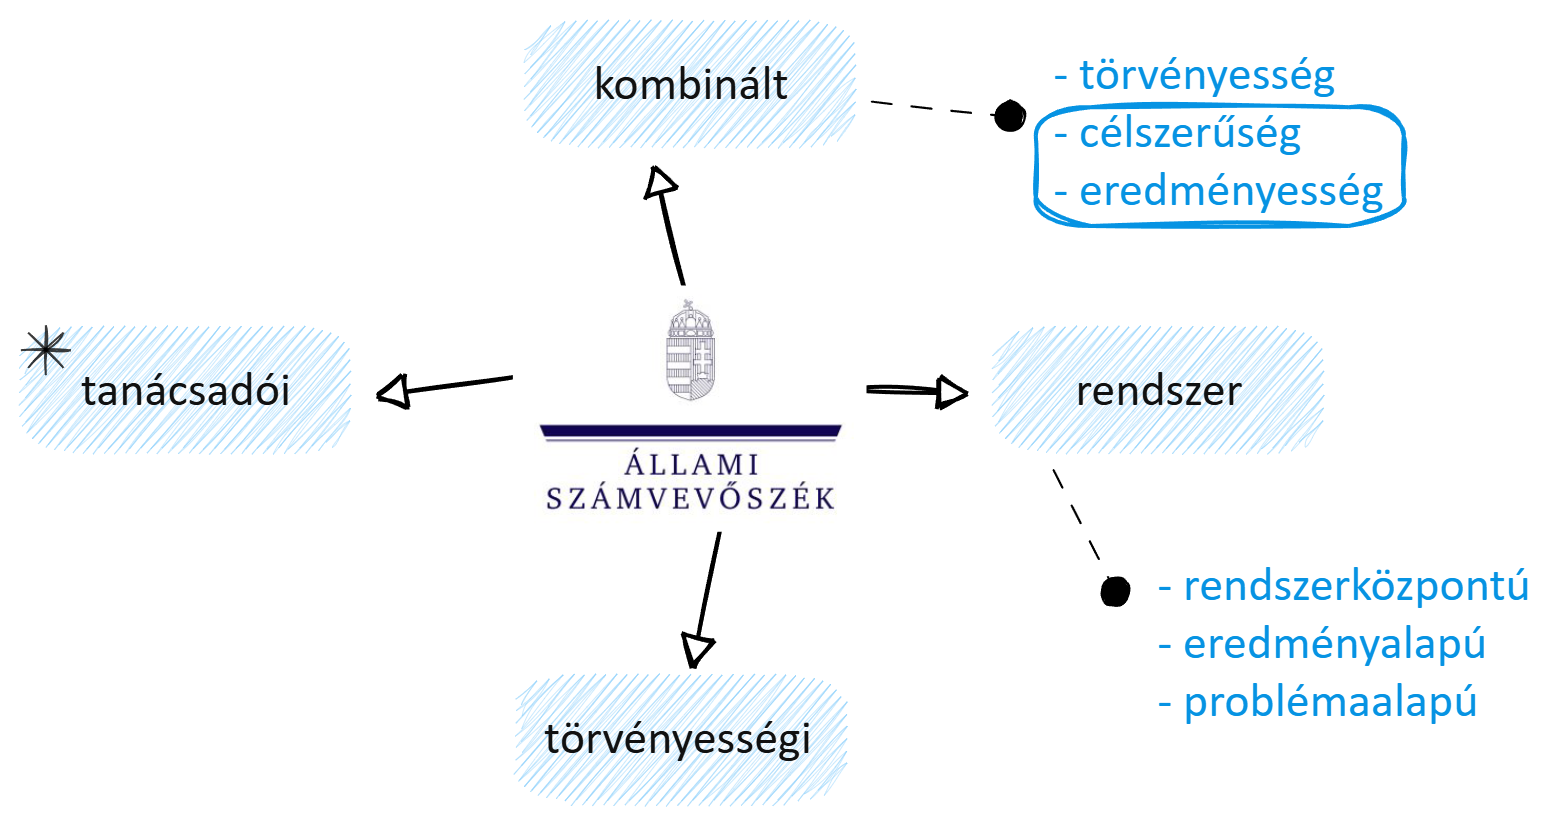 kombinált
- törvényesség
- célszerűség
- eredményesség
tanácsadói
rendszer
ÁLLAMI
SZÁMVEVŐSZÉK
- rendszerközpontú
- eredményalapú
- problémaalapú
törvényességi